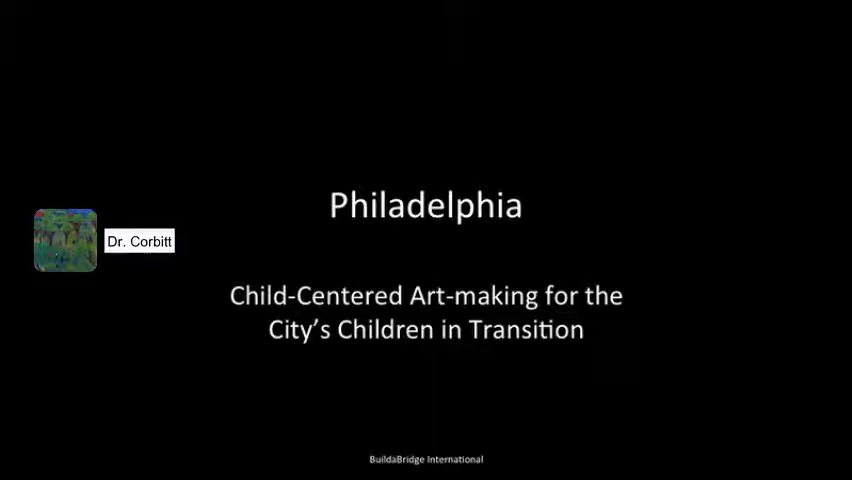 Philadelphia
Dr. Corbitt
Child-Centered Art-making for the
City's Children in Transition
BuildaBridge International